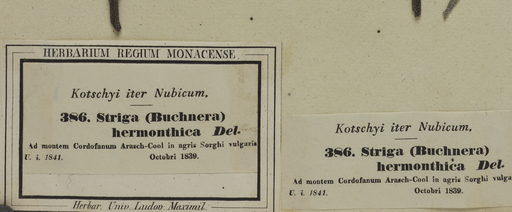 HERBARIUM REGIUM MONACENSE.
Kotschyi iter Nubicum.
386. Striga (Buchnera)
hermonthica Del.
Ad montem Cordofanum Arasch-Cool in agris Sorghi vulgaris
U. i. 1841. Octobri 1839.
Herbar. Univ. Ludov. Maximil.
Kotschyi iter Nubicum.
386. Striga (Buchnera)
hermonthica Del.
Ad montem Cordofanum Arasch-Cool in agris Sorghi vulga
U. i. 1841. Octobri 1839.